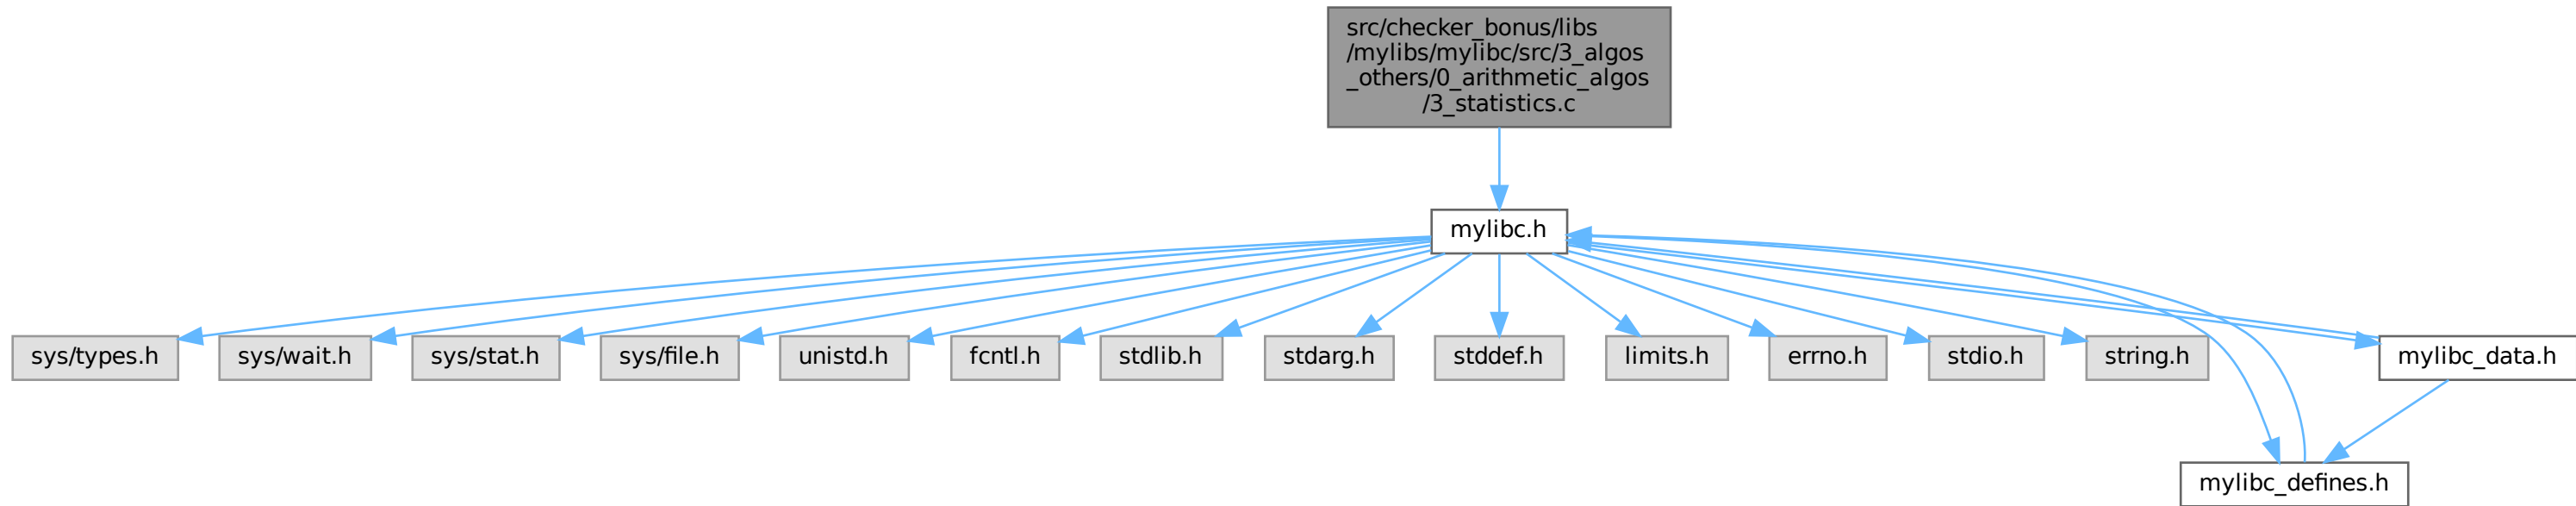 src/checker_bonus/libs
/mylibs/mylibc/src/3_algos
_others/0_arithmetic_algos
/3_statistics.c
mylibc.h
sys/types.h
sys/wait.h
sys/stat.h
sys/file.h
unistd.h
fcntl.h
stdlib.h
stdarg.h
stddef.h
limits.h
errno.h
stdio.h
string.h
mylibc_data.h
mylibc_defines.h